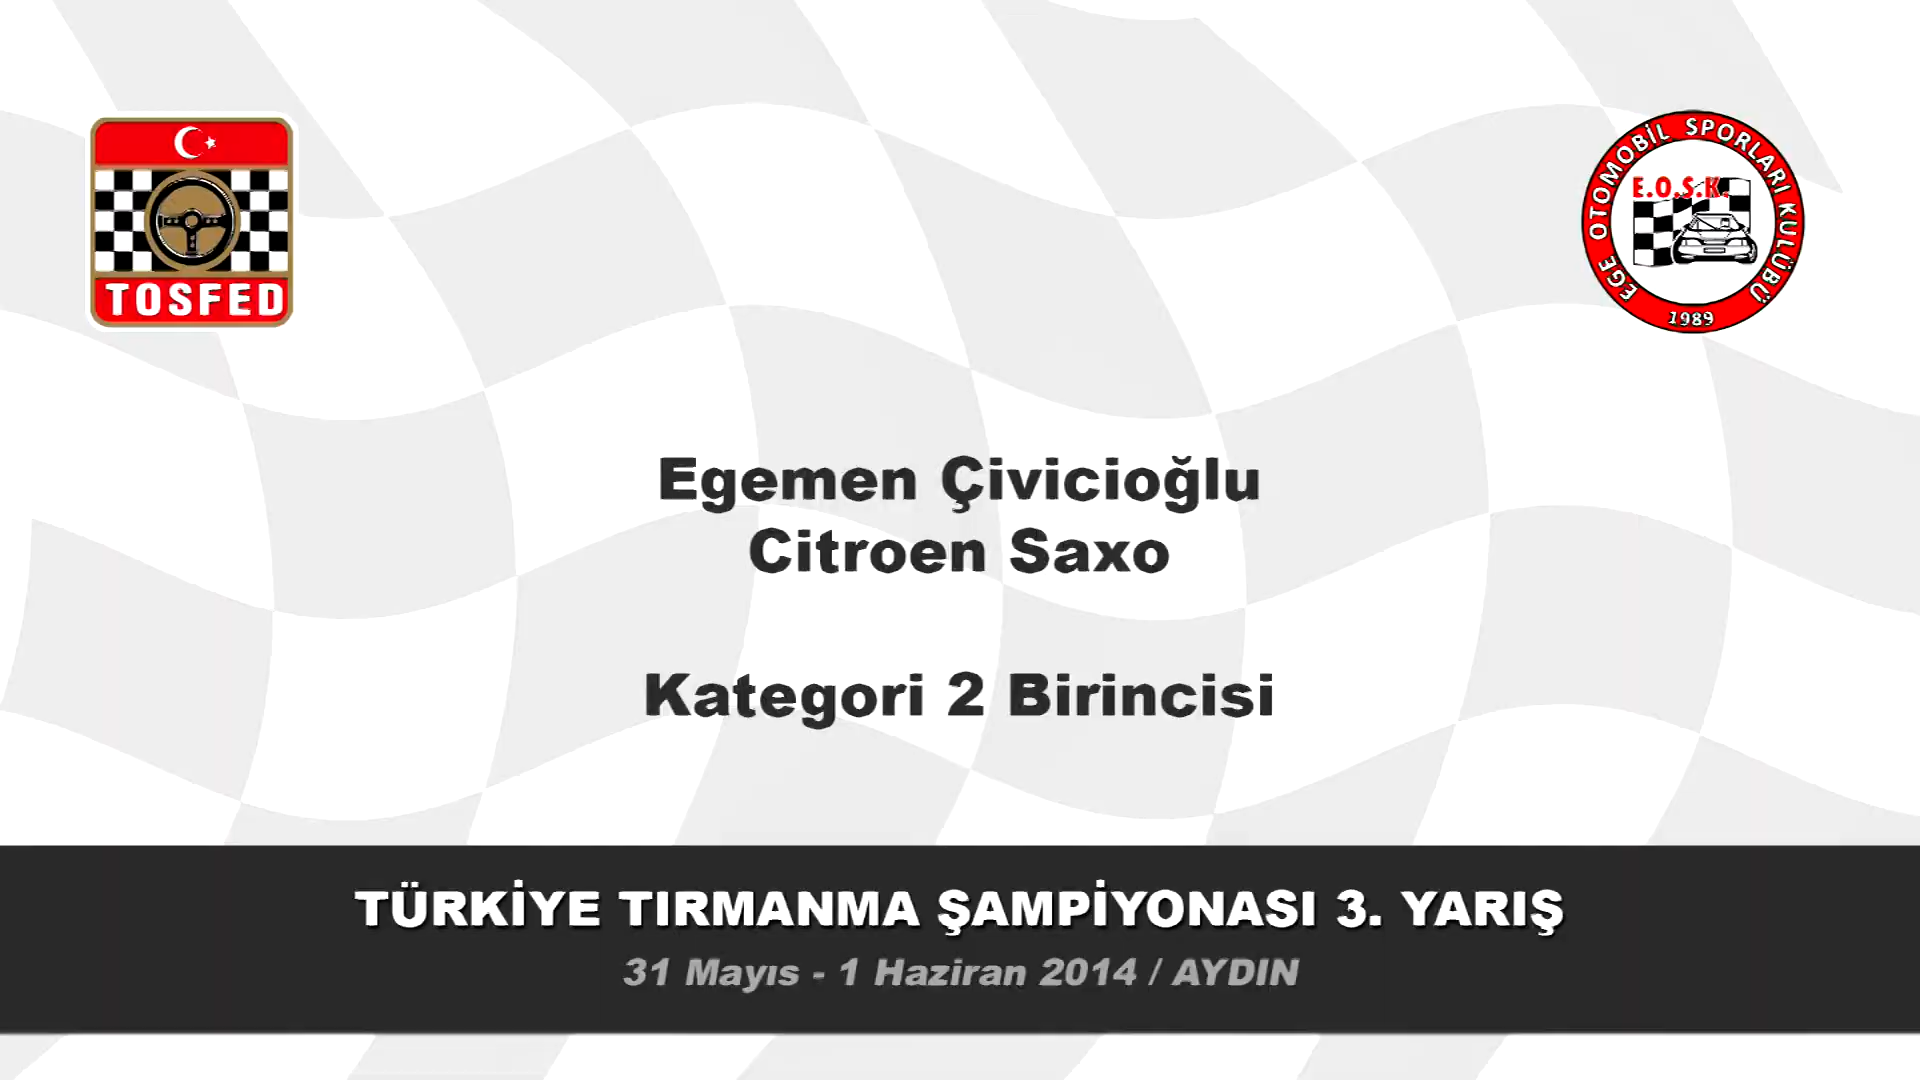 TOSFED
EGE OTOMOBİL SPORLARI KULÜBÜ
E.O.S.K.
1989
Egemen Çivicioğlu
Citroen Saxo
Kategori 2 Birincisi
TÜRKİYE TIRMANMA ŞAMPİYONASI 3. YARIŞ
31 Mayıs - 1 Haziran 2014 / AYDIN